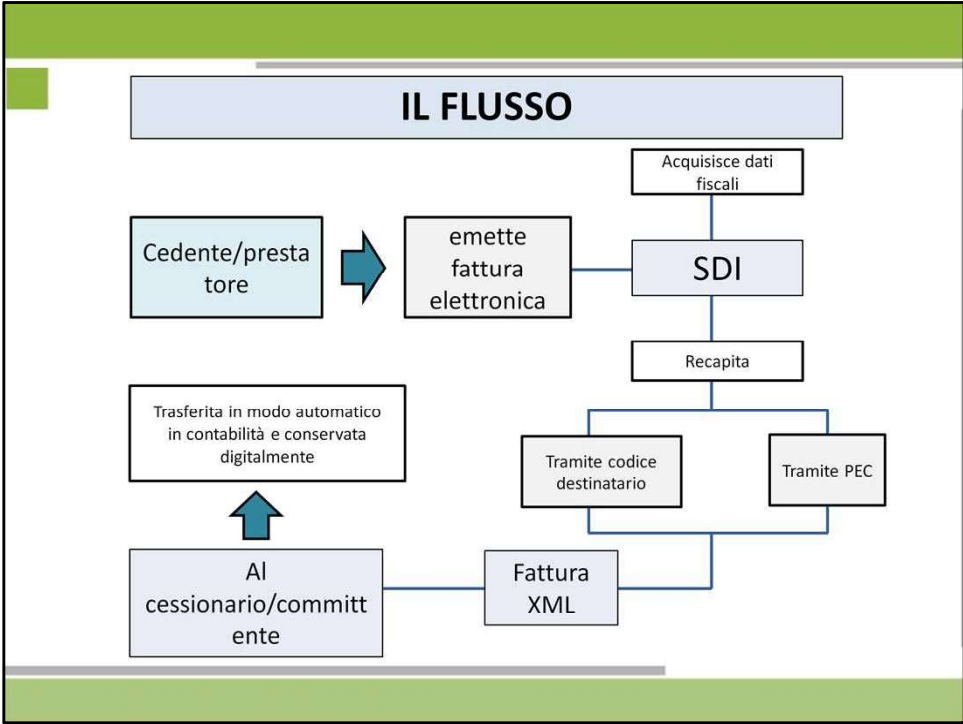 IL FLUSSO
Acquisisce dati
fiscali
Cedente/presta
tore
emette
fattura
elettronica
SDI
Recapita
Trasferita in modo automatico
in contabilità e conservata
digitalmente
Tramite codice
destinatario
Tramite PEC
Al
cessionario/committ
ente
Fattura
XML